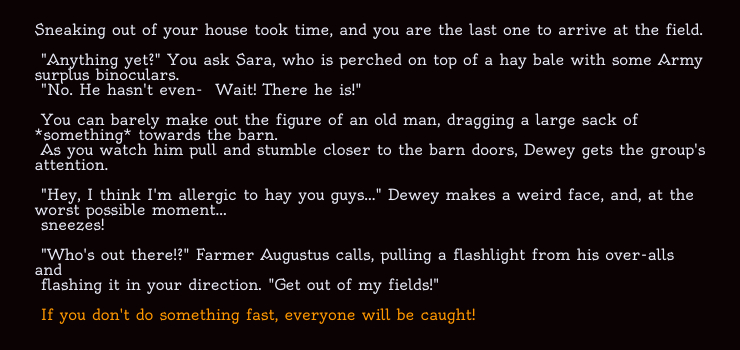 Sneaking out of your house took time, and you are the last one to arrive at the field.
"Anything yet?" You ask Sara, who is perched on top of a hay bale with some Army
surplus binoculars.
"No. He hasn't even-  Wait! There he is!"
You can barely make out the figure of an old man, dragging a large sack of
*something* towards the barn.
As you watch him pull and stumble closer to the barn doors, Dewey gets the group's
attention.
"Hey, I think I'm allergic to hay you guys..." Dewey makes a weird face, and, at the
worst possible moment...
sneezes!
"Who's out there!?" Farmer Augustus calls, pulling a flashlight from his over-alls
and
flashing it in your direction. "Get out of my fields!"
If you don't do something fast, everyone will be caught!